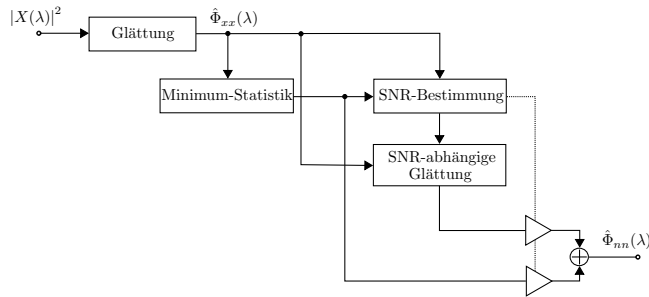 |X(λ)|²
Glättung
Φ̂ₓₓ(λ)
Minimum-Statistik
SNR-Bestimmung
SNR-abhängige
Glättung
Φ̂ₙₙ(λ)